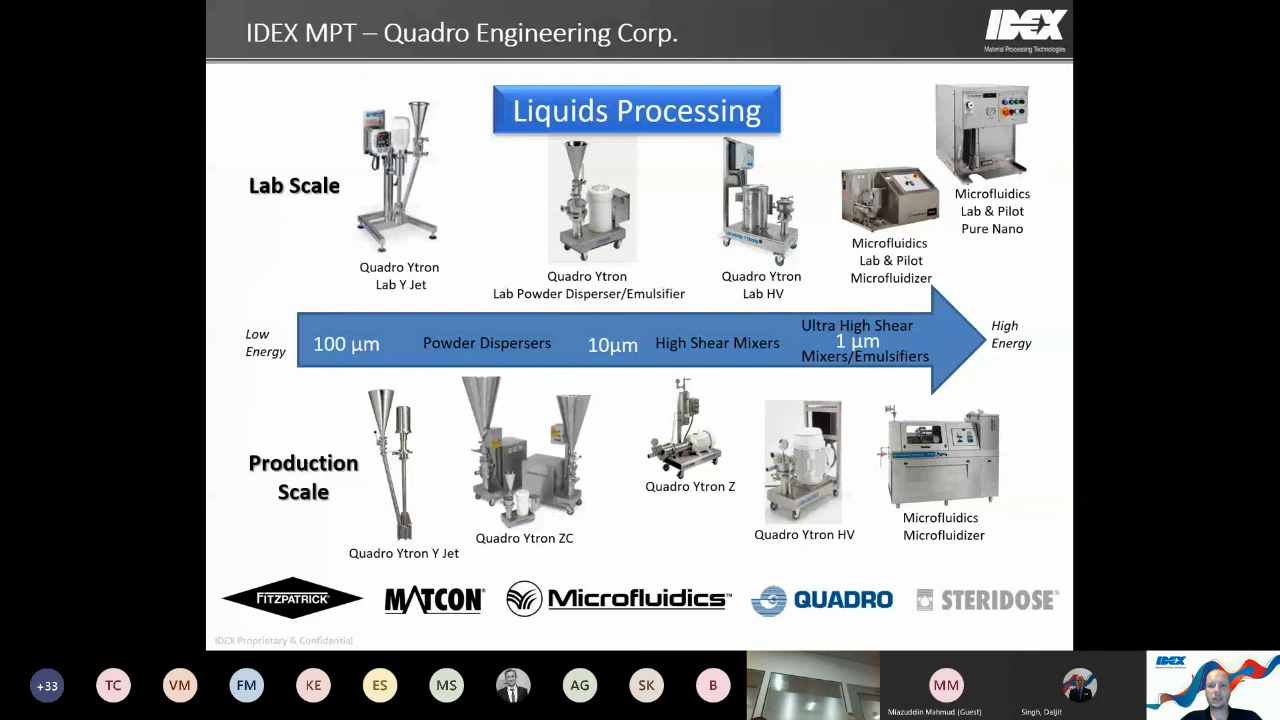 IDEX MPT – Quadro Engineering Corp.
IDEX
Material Processing Technologies
Liquids Processing
Lab Scale
Quadro Ytron
Lab Y Jet
Quadro Ytron
Lab Powder Disperser/Emulsifier
Quadro Ytron
Lab HV
Microfluidics
Lab & Pilot
Microfluidizer
Microfluidics
Lab & Pilot
Pure Nano
Low
Energy
100 µm
Powder Dispersers
10µm
High Shear Mixers
Ultra High Shear
1 µm
Mixers/Emulsifiers
High
Energy
Production
Scale
Quadro Ytron Y Jet
Quadro Ytron ZC
Quadro Ytron Z
Quadro Ytron HV
Microfluidics
Microfluidizer
FITZPATRICK®
MATCON®
Microfluidics™
QUADRO
STERIDOSE®
IDEX Proprietary & Confidential
+33
TC
VM
FM
KE
ES
MS
AG
SK
B
MM
Miazuddin Mahmud (Guest)
Singh, Daljit
IDEX